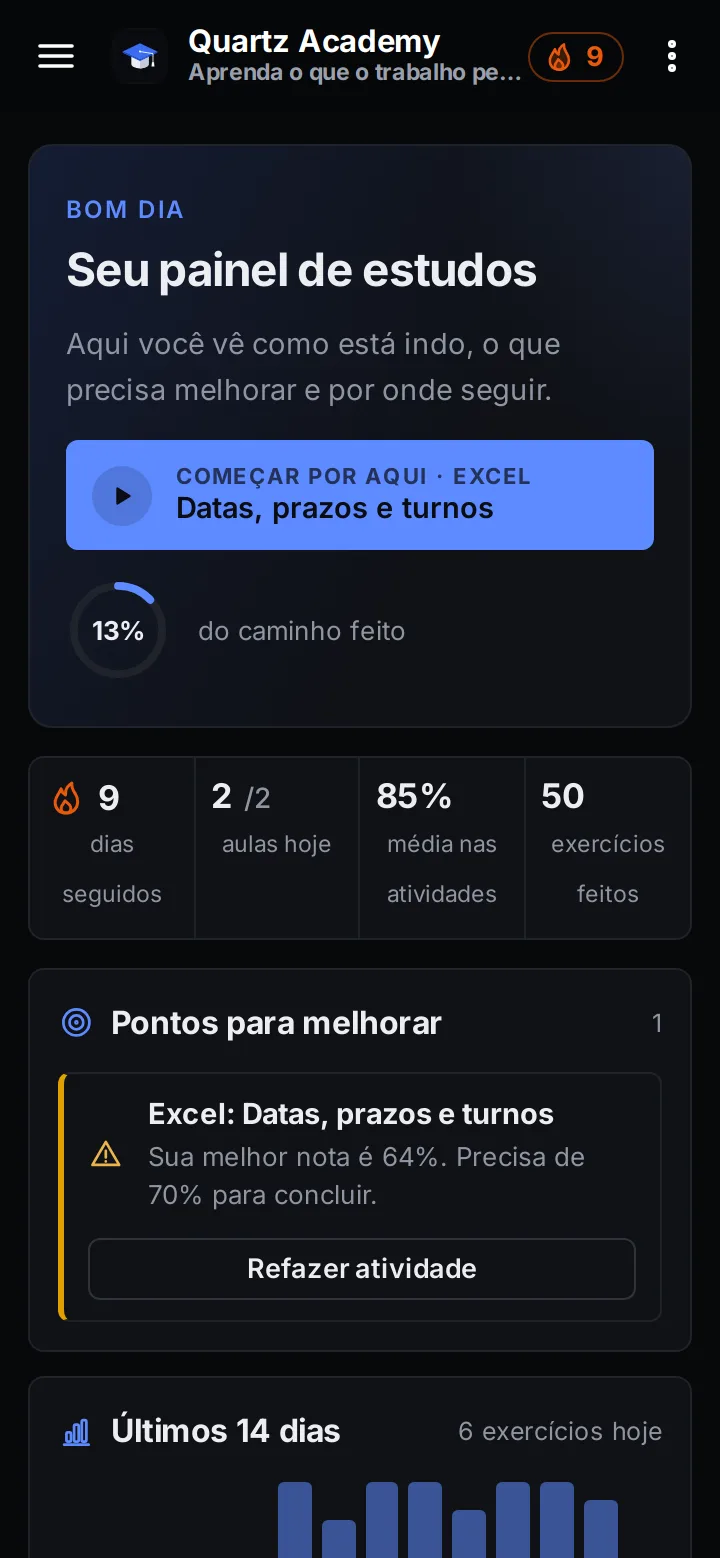 Quartz Academy
Aprenda o que o trabalho pe...
9
BOM DIA
Seu painel de estudos
Aqui você vê como está indo, o que
precisa melhorar e por onde seguir.
COMEÇAR POR AQUI · EXCEL
Datas, prazos e turnos
13%
do caminho feito
9
dias
seguidos
2 /2
aulas hoje
85%
média nas
atividades
50
exercícios
feitos
Pontos para melhorar
1
Excel: Datas, prazos e turnos
Sua melhor nota é 64%. Precisa de
70% para concluir.
Refazer atividade
Últimos 14 dias
6 exercícios hoje